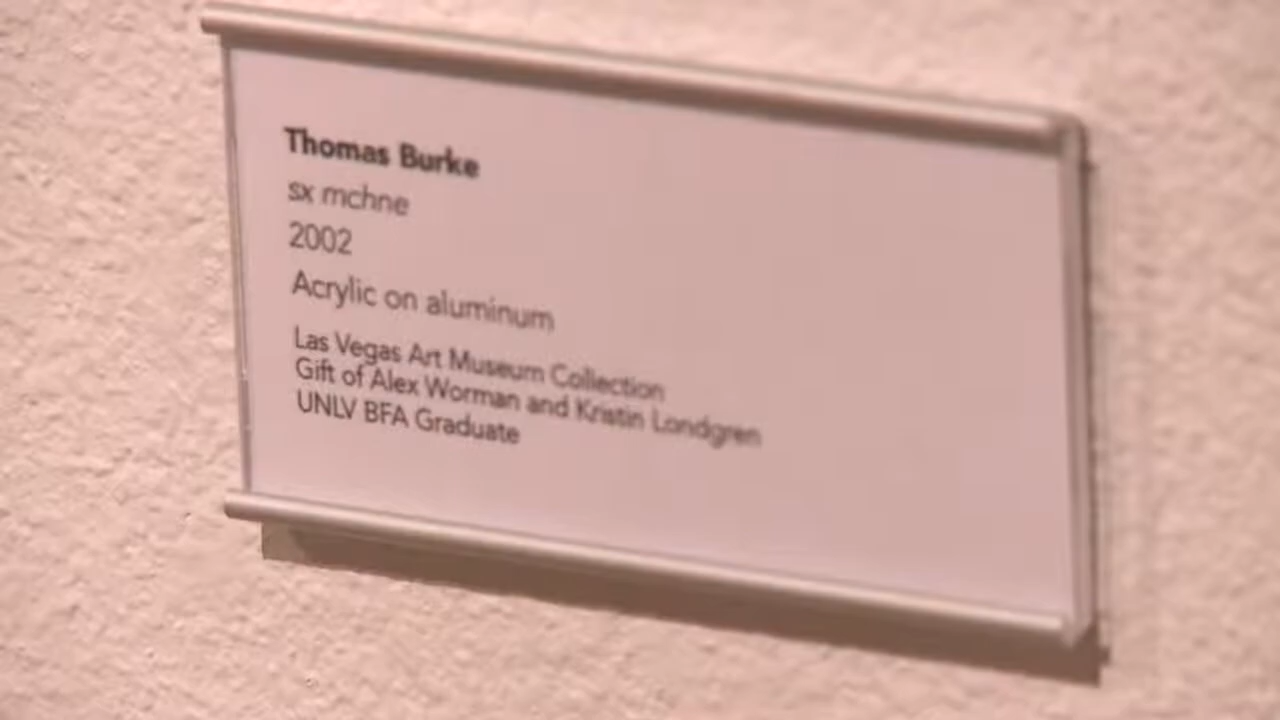 Thomas Burke
sx mchne
2002
Acrylic on aluminum
Las Vegas Art Museum Collection
Gift of Alex Worman and Kristin Londgren
UNLV BFA Graduate